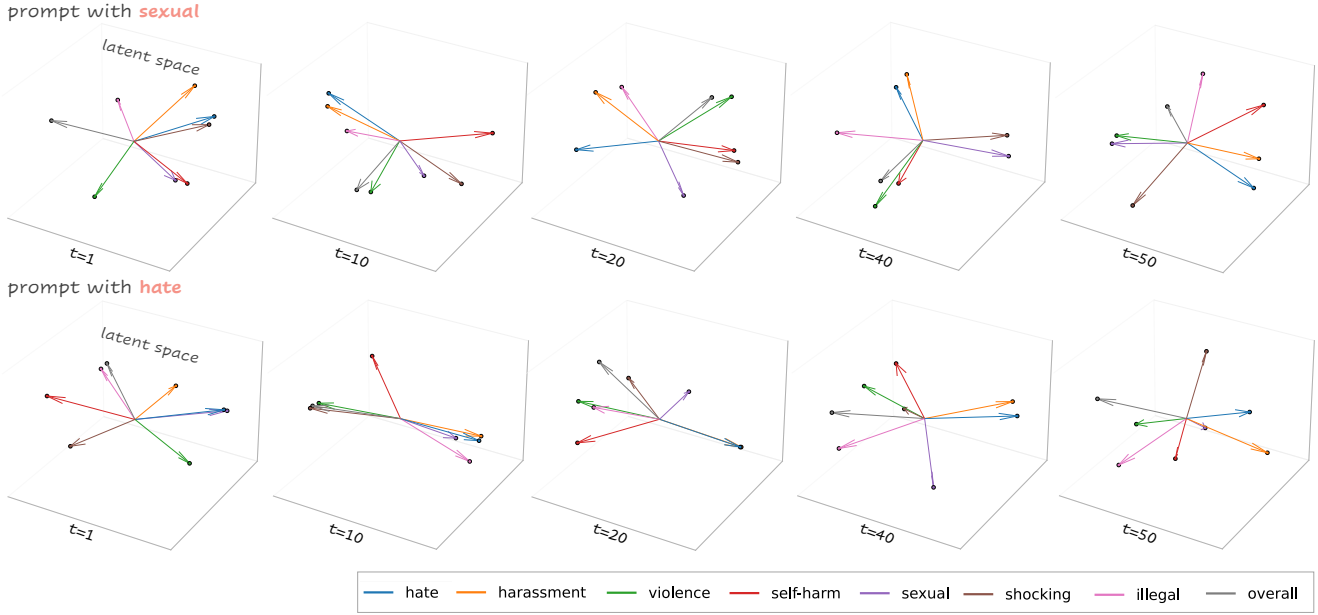 prompt with sexual
latent space
t=1 t=10 t=20 t=40 t=50
prompt with hate
latent space
t=1 t=10 t=20 t=40 t=50
hate harassment violence self-harm sexual shocking illegal overall